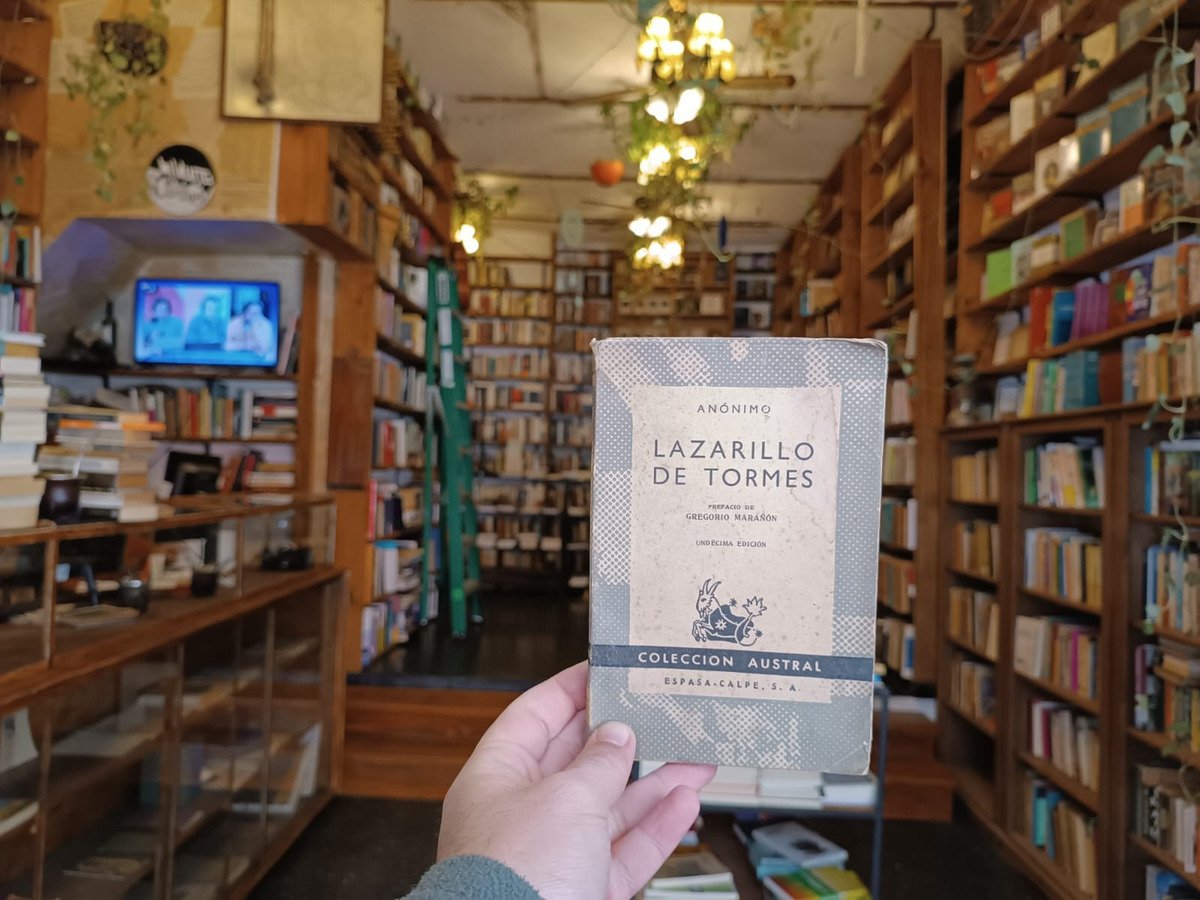 ANÓNIMO
LAZARILLO
DE TORMES
PREFACIO DE
GREGORIO MARAÑÓN
UNDÉCIMA EDICIÓN
COLECCION AUSTRAL
ESPASA-CALPE, S. A.